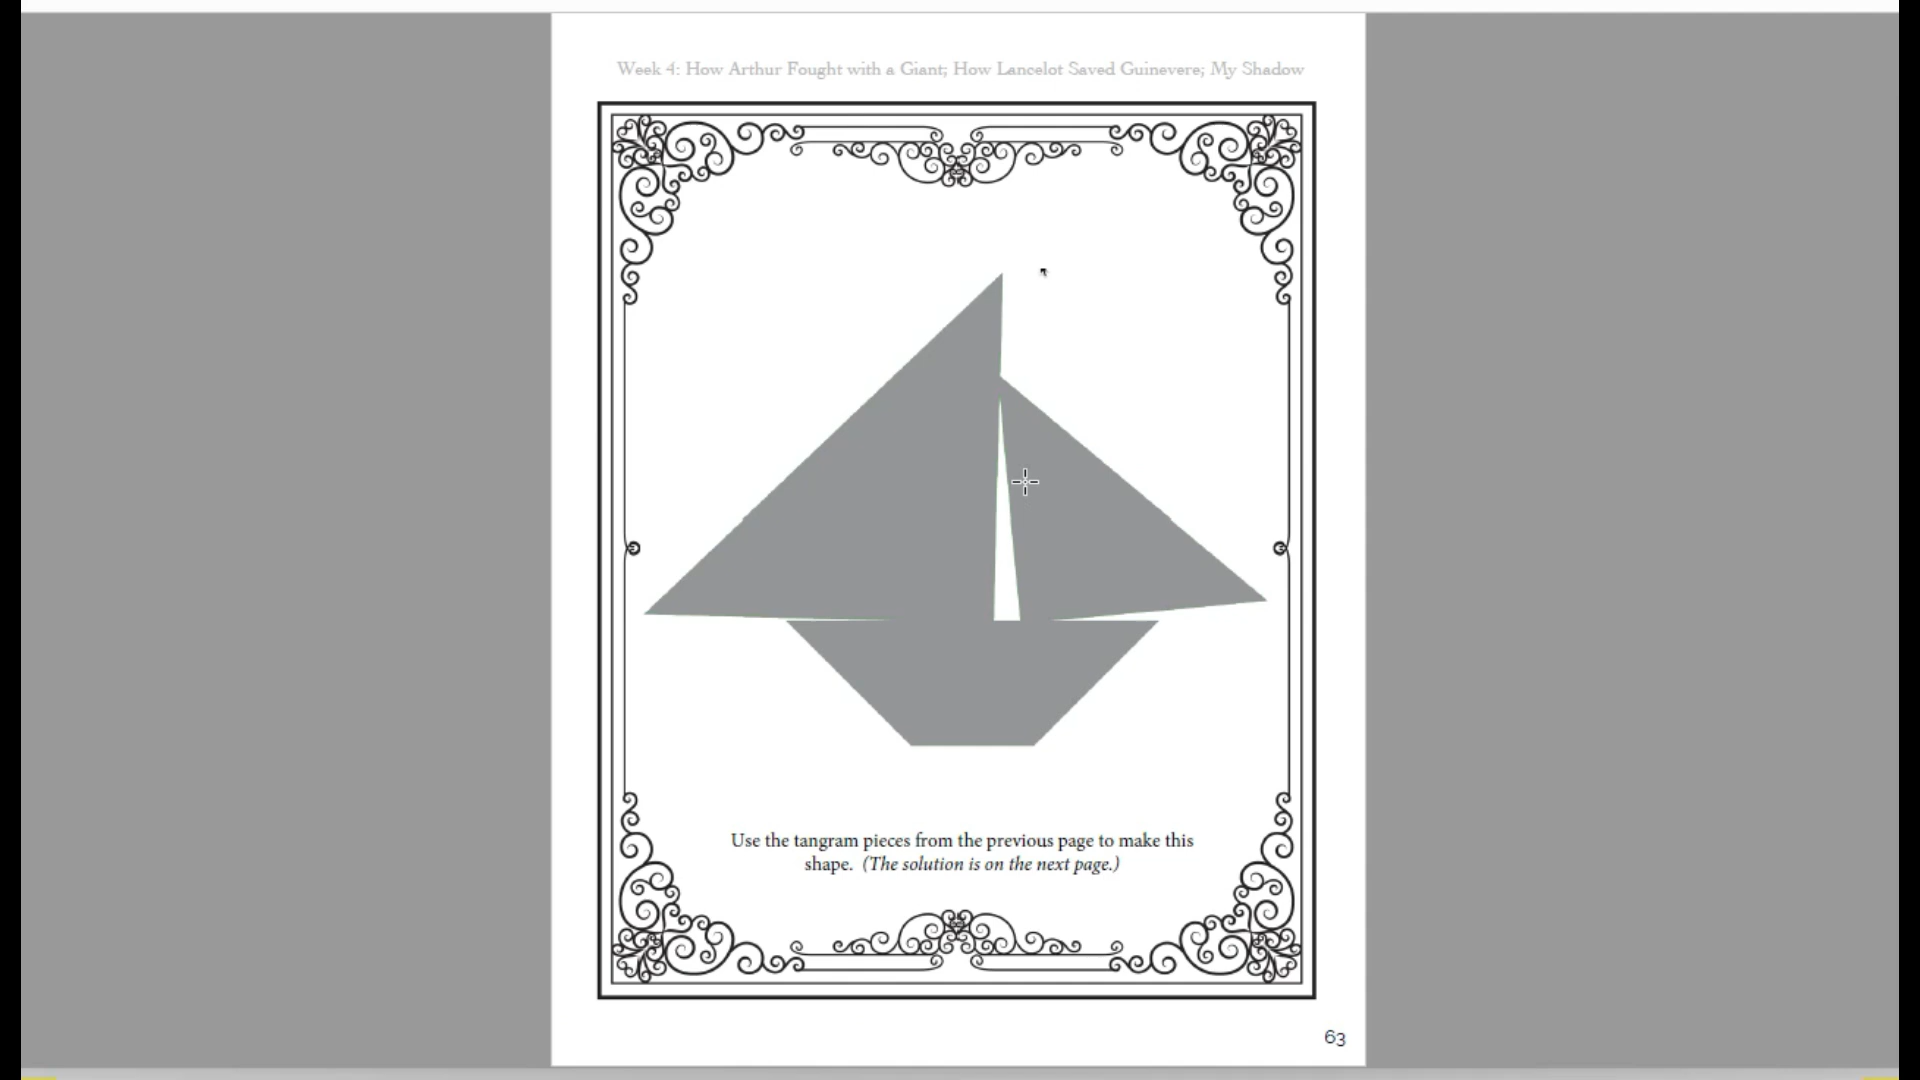 Week 4: How Arthur Fought with a Giant; How Lancelot Saved Guinevere; My Shadow
Use the tangram pieces from the previous page to make this
shape. (The solution is on the next page.)
63